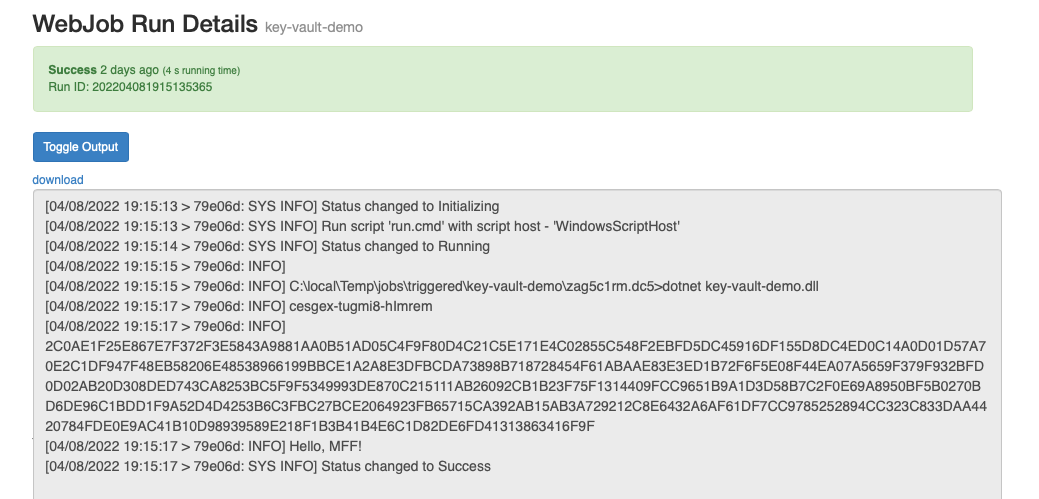 WebJob Run Details key-vault-demo
Success 2 days ago (4 s running time)
Run ID: 202204081915135365
Toggle Output
download
[04/08/2022 19:15:13 > 79e06d: SYS INFO] Status changed to Initializing
[04/08/2022 19:15:13 > 79e06d: SYS INFO] Run script 'run.cmd' with script host - 'WindowsScriptHost'
[04/08/2022 19:15:14 > 79e06d: SYS INFO] Status changed to Running
[04/08/2022 19:15:15 > 79e06d: INFO]
[04/08/2022 19:15:15 > 79e06d: INFO] C:\local\Temp\jobs\triggered\key-vault-demo\zag5c1rm.dc5>dotnet key-vault-demo.dll
[04/08/2022 19:15:17 > 79e06d: INFO] cesgex-tugmi8-hImrem
[04/08/2022 19:15:17 > 79e06d: INFO]
2C0AE1F25E867E7F372F3E5843A9881AA0B51AD05C4F9F80D4C21C5E171E4C02855C548F2EBFD5DC45916DF155D8DC4ED0C14A0D01D57A7
0E2C1DF947F48EB58206E48538966199BBCE1A2A8E3DFBCDA73898B718728454F61ABAAE83E3ED1B72F6F5E08F44EA07A5659F379F932BFD
0D02AB20D308DED743CA8253BC5F9F5349993DE870C215111AB26092CB1B23F75F1314409FCC9651B9A1D3D58B7C2F0E69A8950BF5B0270B
D6DE96C1BDD1F9A52D4D4253B6C3FBC27BCE2064923FB65715CA392AB15AB3A729212C8E6432A6AF61DF7CC9785252894CC323C833DAA44
20784FDE0E9AC41B10D98939589E218F1B3B41B4E6C1D82DE6FD41313863416F9F
[04/08/2022 19:15:17 > 79e06d: INFO] Hello, MFF!
[04/08/2022 19:15:17 > 79e06d: SYS INFO] Status changed to Success